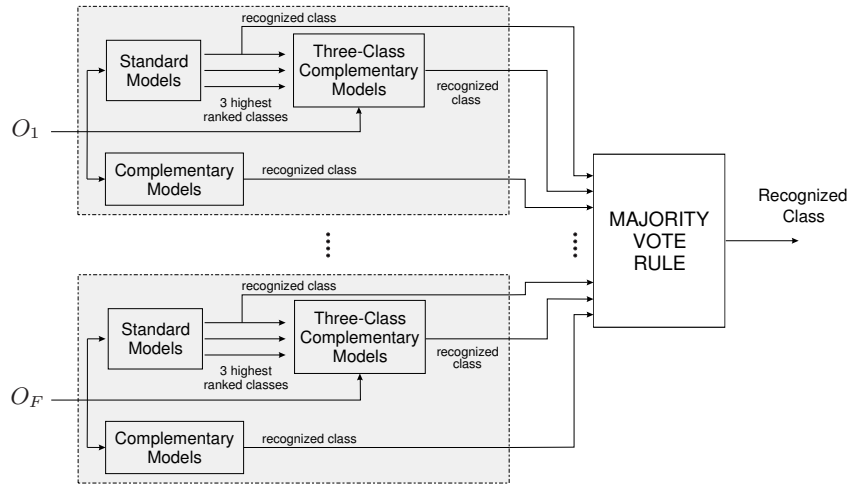 recognized class
Standard
Models
Three-Class
Complementary
Models
recognized
class
3 highest
ranked classes
O1
Complementary
Models
recognized class
MAJORITY
VOTE
RULE
Recognized
Class
recognized class
Standard
Models
Three-Class
Complementary
Models
recognized
class
3 highest
ranked classes
OF
Complementary
Models
recognized class